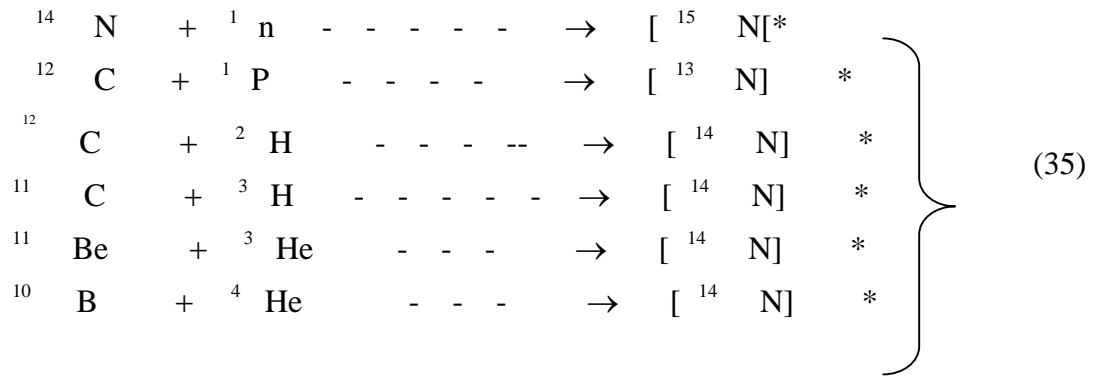 ¹⁴ N + ¹ n - - - - - → [ ¹⁵ N[*
¹² C + ¹ P - - - - → [ ¹³ N] *
¹² C + ² H - - - -- → [ ¹⁴ N] *
¹¹ C + ³ H - - - - - → [ ¹⁴ N] *
¹¹ Be + ³ He - - - → [ ¹⁴ N] *
¹⁰ B + ⁴ He - - - → [ ¹⁴ N] *
(35)